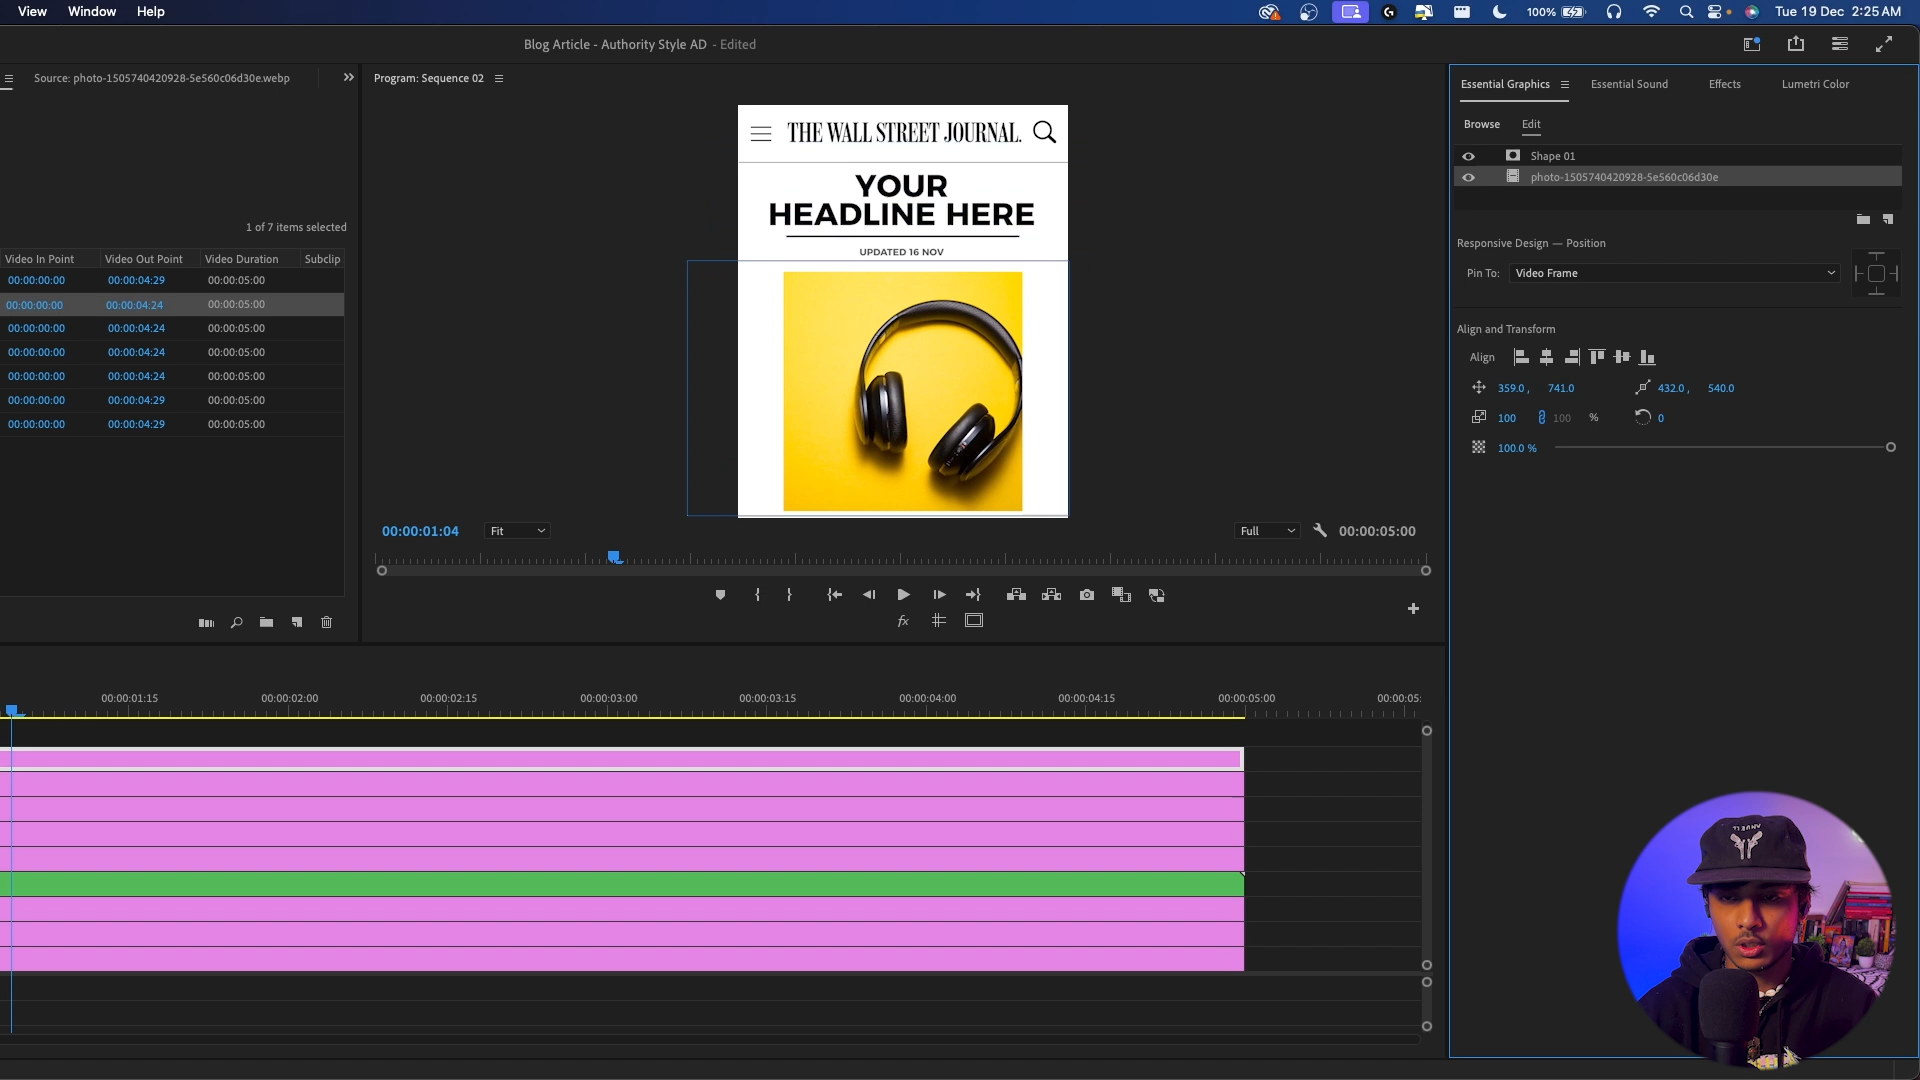 View Window Help
100%
Tue 19 Dec 2:25 AM
Blog Article - Authority Style AD - Edited
Source: photo-1505740420928-5e560c06d30e.webp
Program: Sequence 02
Essential Graphics
Essential Sound
Effects
Lumetri Color
Browse
Edit
Shape 01
photo-1505740420928-5e560c06d30e
THE WALL STREET JOURNAL.
YOUR
HEADLINE HERE
UPDATED 16 NOV
1 of 7 items selected
Video In Point Video Out Point Video Duration Subclip
00:00:00:00 00:00:04:29 00:00:05:00
00:00:00:00 00:00:04:24 00:00:05:00
00:00:00:00 00:00:04:24 00:00:05:00
00:00:00:00 00:00:04:24 00:00:05:00
00:00:00:00 00:00:04:24 00:00:05:00
00:00:00:00 00:00:04:29 00:00:05:00
00:00:00:00 00:00:04:29 00:00:05:00
Responsive Design — Position
Pin To: Video Frame
Align and Transform
Align
359.0 , 741.0 432.0 , 540.0
100 100 % 0
100.0 %
00:00:01:04 Fit Full 00:00:05:00
fx
00:00:01:15 00:00:02:00 00:00:02:15 00:00:03:00 00:00:03:15 00:00:04:00 00:00:04:15 00:00:05:00 00:00:05: